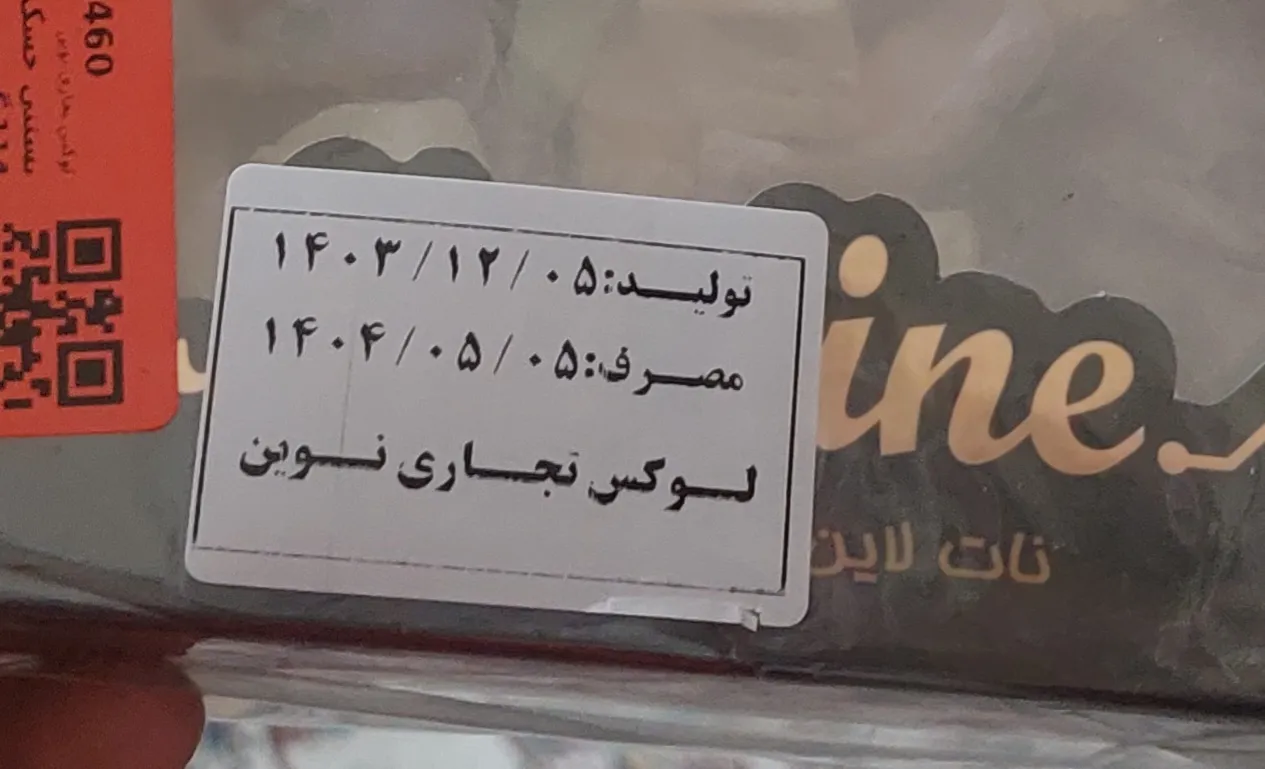 تولید:۱۴۰۳/۱۲/۰۵
مصرف:۱۴۰۴/۰۵/۰۵
لوکس تجاری نوین
ine
نات لاین
460